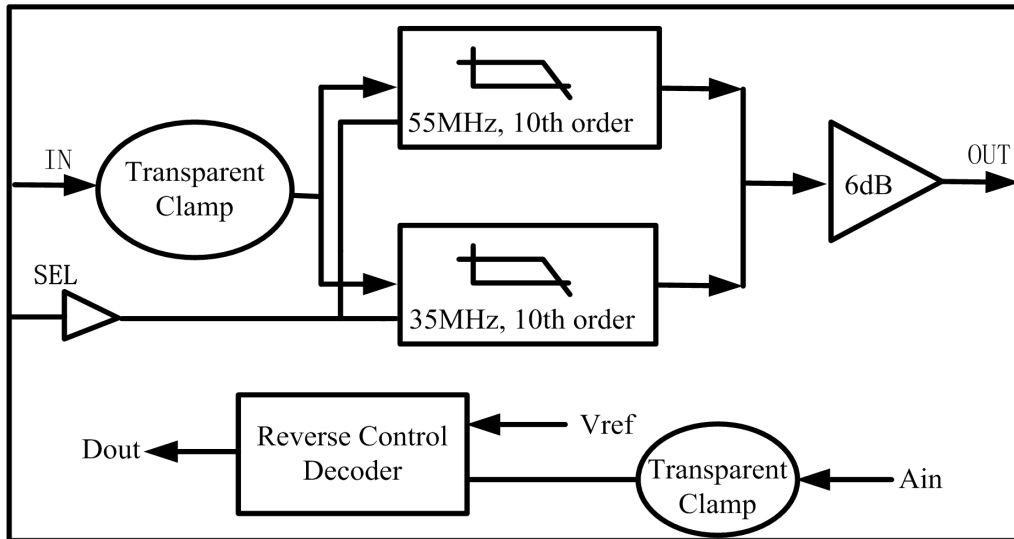 55MHz, 10th order
IN
Transparent
Clamp
6dB
OUT
SEL
35MHz, 10th order
Reverse Control
Decoder
Dout
Vref
Transparent
Clamp
Ain